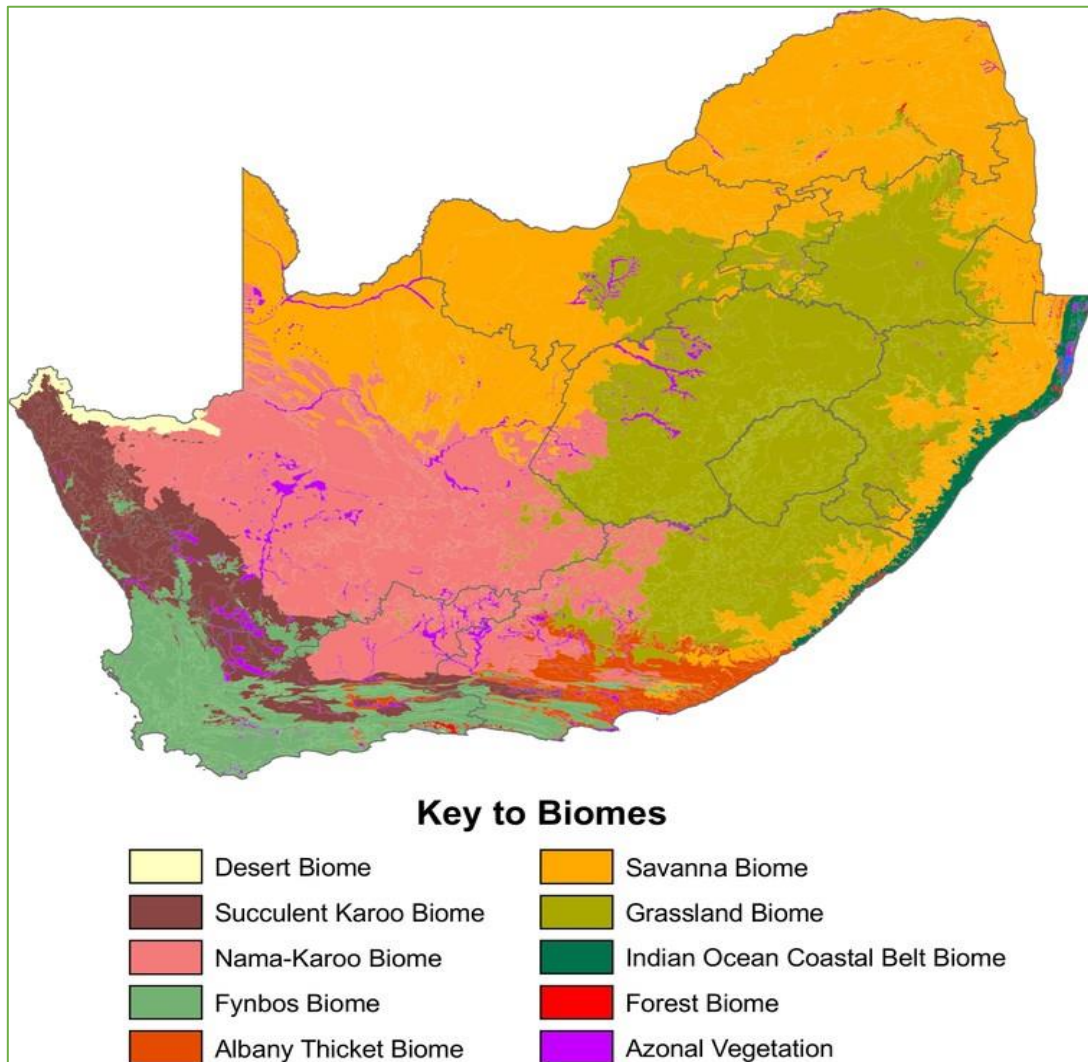 Key to Biomes
Desert Biome
Succulent Karoo Biome
Nama-Karoo Biome
Fynbos Biome
Albany Thicket Biome
Savanna Biome
Grassland Biome
Indian Ocean Coastal Belt Biome
Forest Biome
Azonal Vegetation